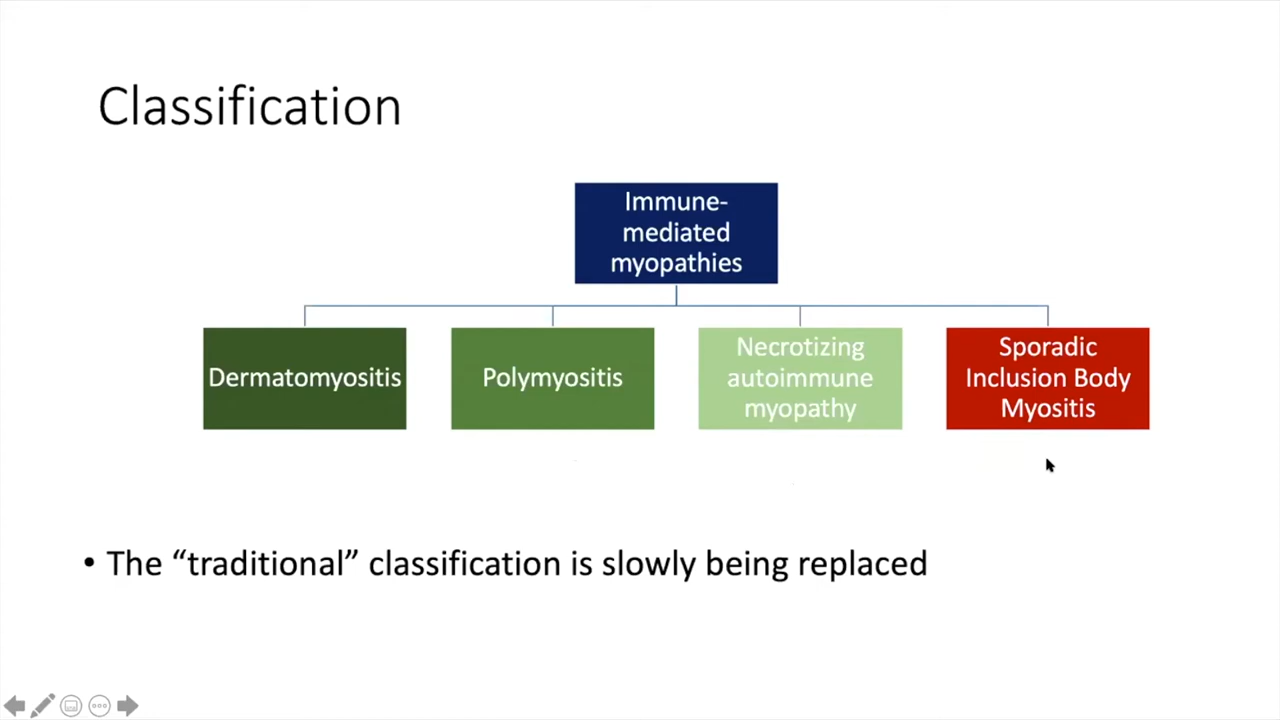 Classification
Immune-
mediated
myopathies
Dermatomyositis
Polymyositis
Necrotizing
autoimmune
myopathy
Sporadic
Inclusion Body
Myositis
• The “traditional” classification is slowly being replaced